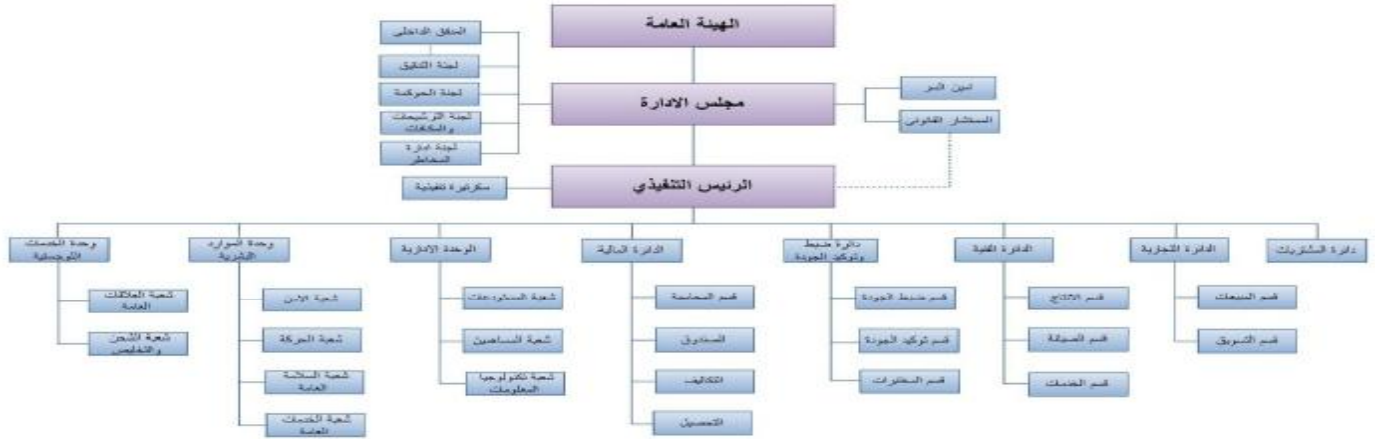 الهيئة العامة
المدقق الداخلي
لجنة التدقيق
لجنة الحوكمة
لجنة الترشيحات
والمكافات
لجنة ادارة
المخاطر
مجلس الادارة
امين السر
المستشار القانوني
الرئيس التنفيذي
سكرتيرة تنفيذية
دائرة المشتريات
الدائرة التجارية
قسم المبيعات
قسم التسويق
الدائرة الفنية
قسم الانتاج
قسم الصيانة
قسم الخدمات
دائرة ضبط
وتوكيد الجودة
قسم ضبط الجودة
قسم توكيد الجودة
قسم المختبرات
الدائرة المالية
قسم المحاسبة
الصندوق
التكاليف
التحصيل
الوحدة الادارية
شعبة المستودعات
شعبة المساهمين
شعبة تكنولوجيا
المعلومات
وحدة الموارد
البشرية
شعبة الامن
شعبة الحركة
شعبة السلامة
العامة
شعبة الخدمات
العامة
وحدة الخدمات
اللوجستية
شعبة العلاقات
العامة
شعبة الشحن
والتخليص